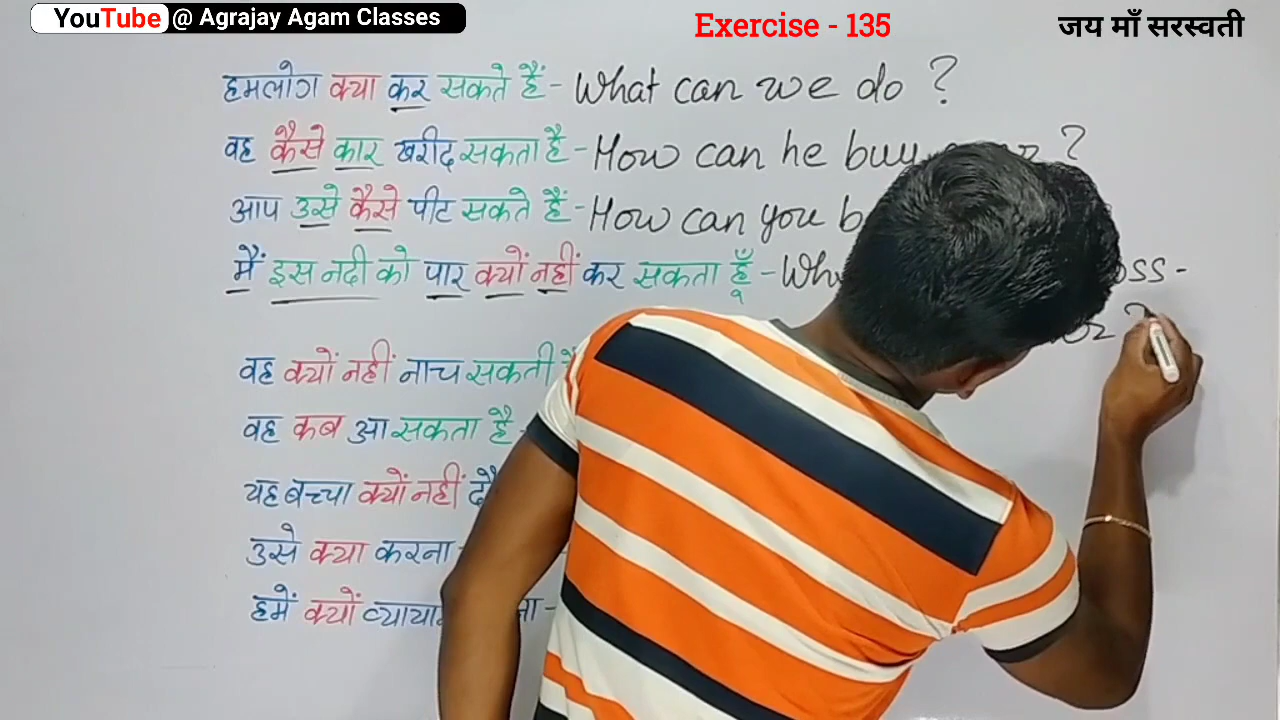 YouTube @ Agrajay Agam Classes
Exercise - 135
जय माँ सरस्वती
हमलोग क्या कर सकते हैं - What can we do ?
वह कैसे कार खरीद सकता है - How can he buy ?
आप उसे कैसे पीट सकते हैं - How can you
मैं इस नदी को पार क्यों नहीं कर सकता हूँ -
वह क्यों नहीं नाच सकती
वह कब आ सकता है -
यह बच्चा क्यों नहीं
उसे क्या करना -
हमें क्यों